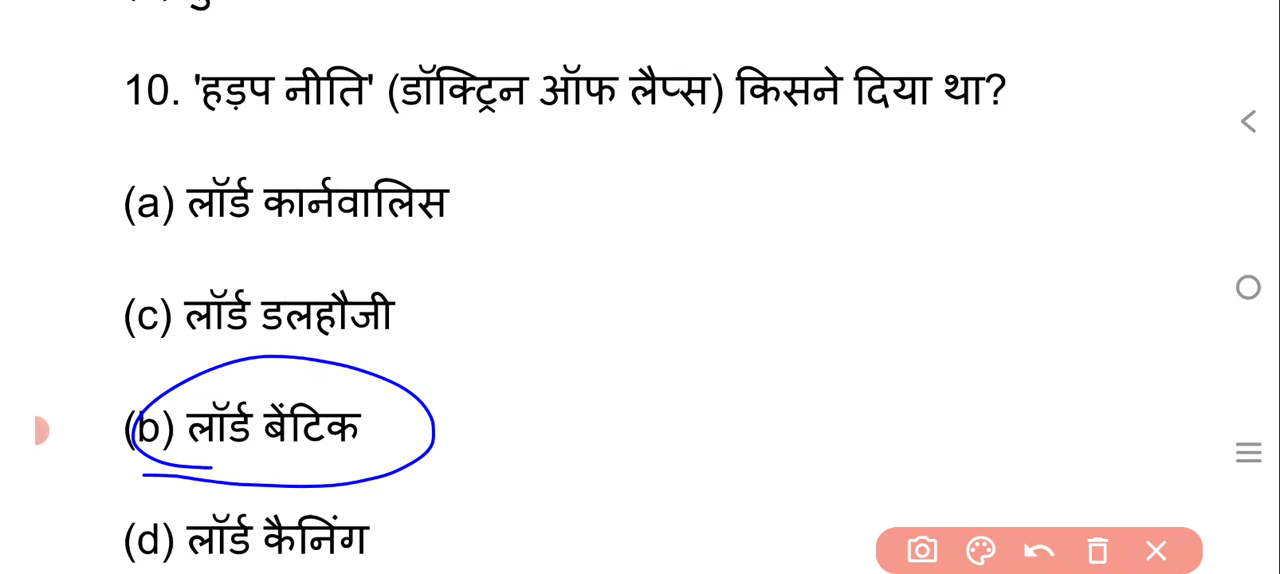 10. 'हड़प नीति' (डॉक्ट्रिन ऑफ लैप्स) किसने दिया था?
(a) लॉर्ड कार्नवालिस
(c) लॉर्ड डलहौजी
(b) लॉर्ड बेंटिक
(d) लॉर्ड कैनिंग